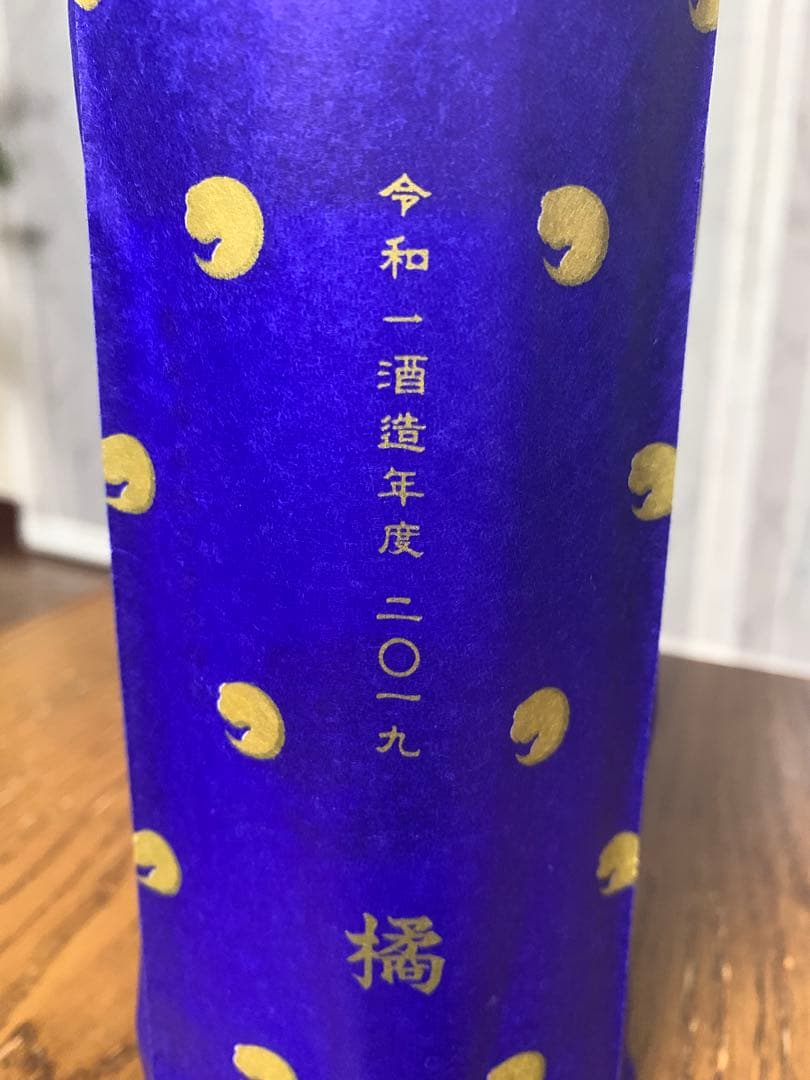 令和一酒造年度 二〇一九
橘